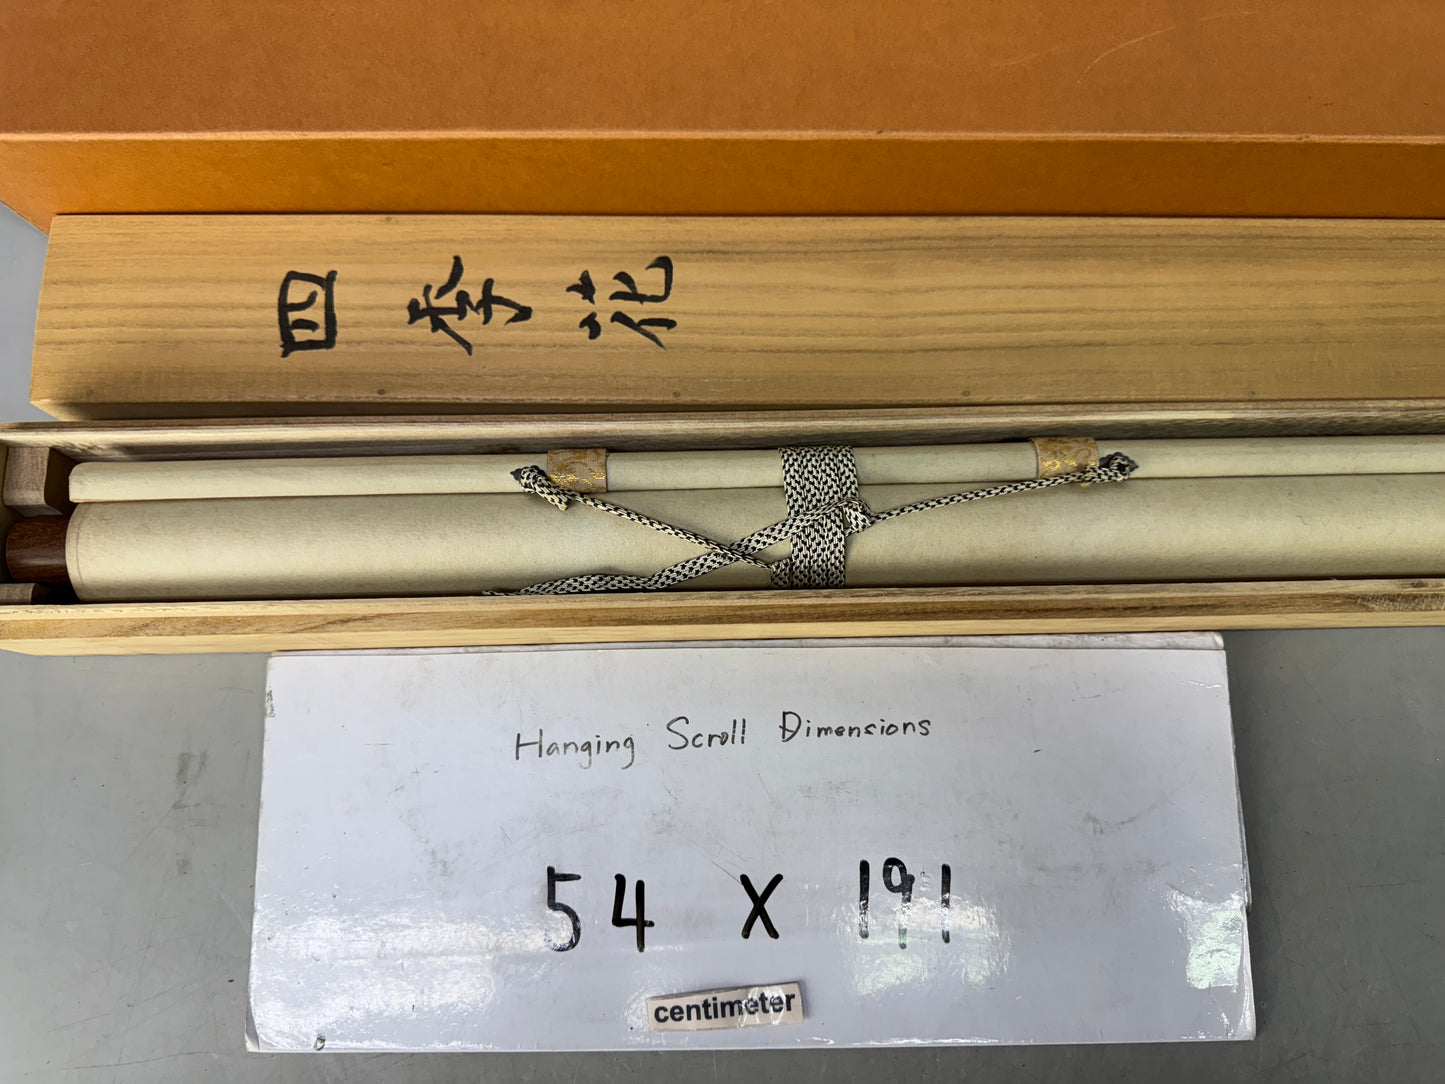 四季花
Hanging Scroll Dimensions
54 X 191
centimeter